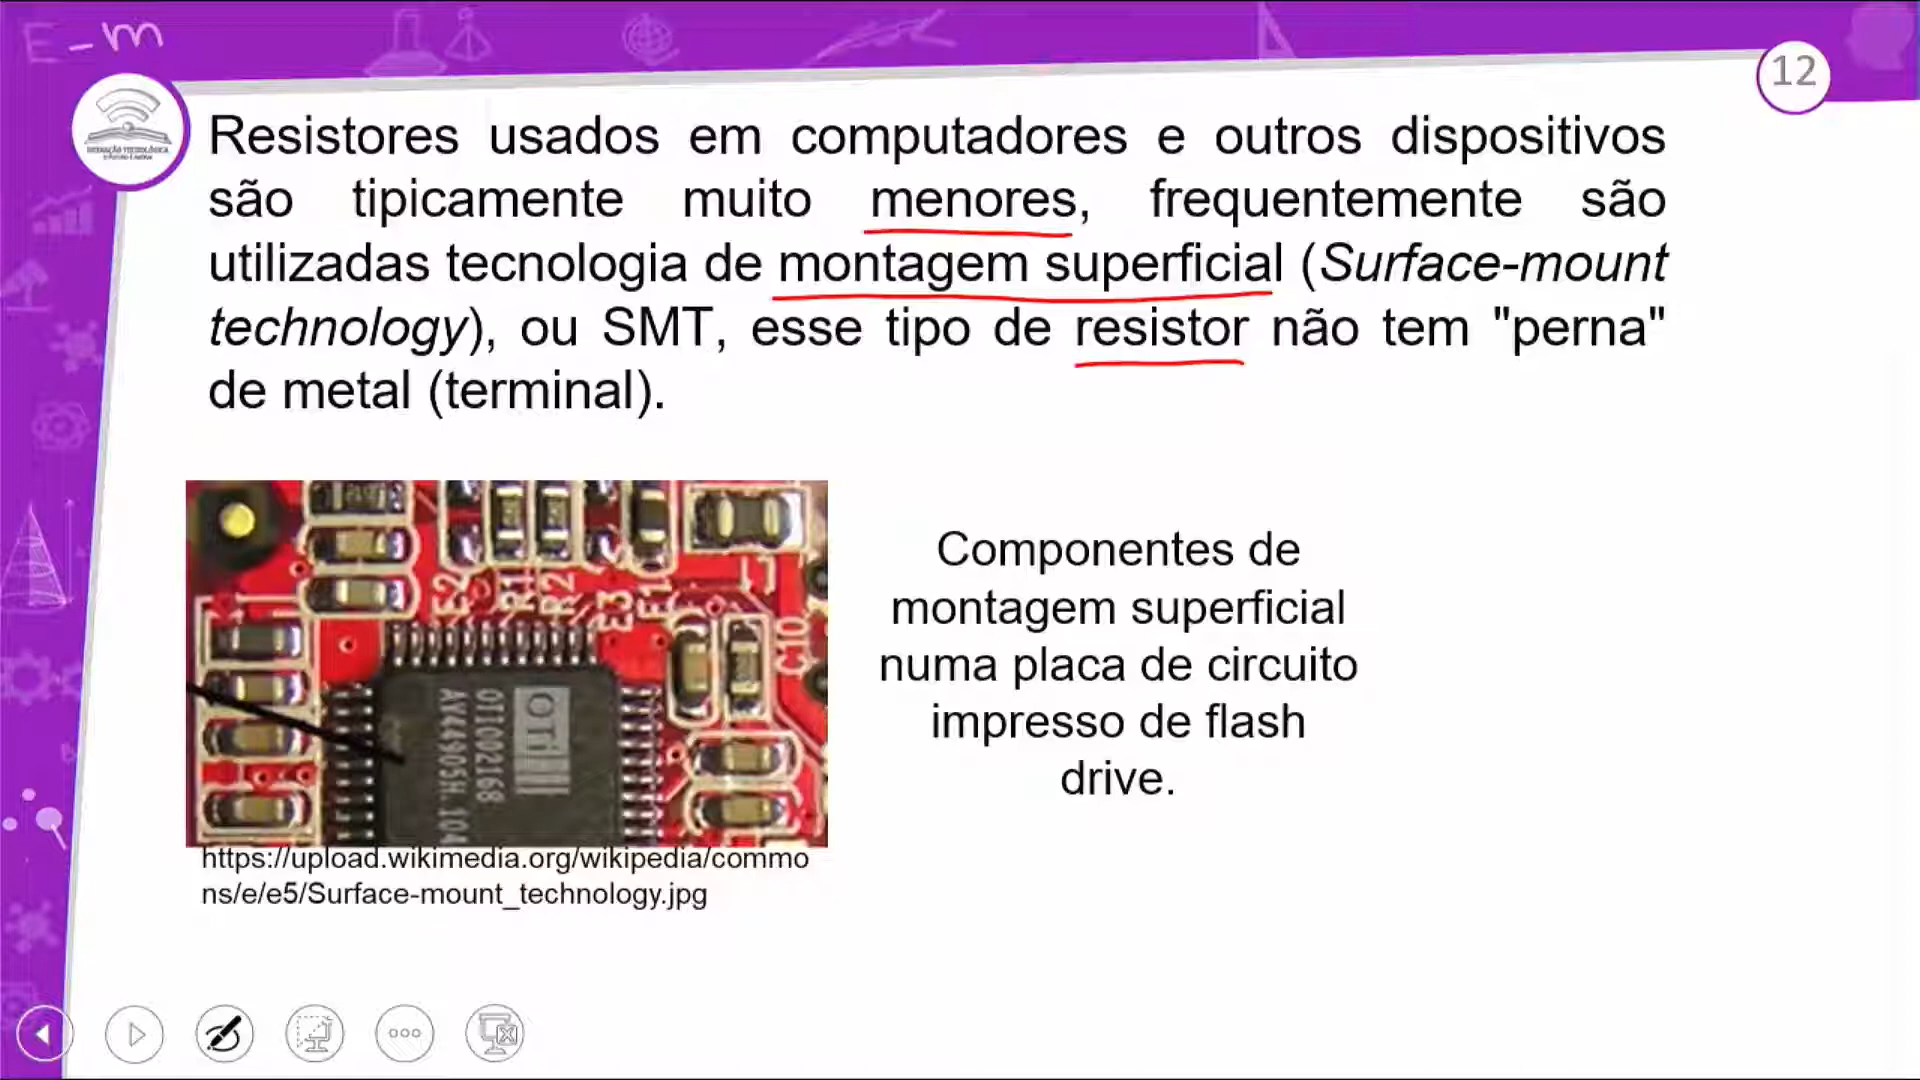 12
Resistores usados em computadores e outros dispositivos
são tipicamente muito menores, frequentemente são
utilizadas tecnologia de montagem superficial (Surface-mount
technology), ou SMT, esse tipo de resistor não tem "perna"
de metal (terminal).
E2
R1
R2
E3
E1
C10
OTi
OTI002168
AV44905H.104
Componentes de
montagem superficial
numa placa de circuito
impresso de flash
drive.
https://upload.wikimedia.org/wikipedia/commo
ns/e/e5/Surface-mount_technology.jpg